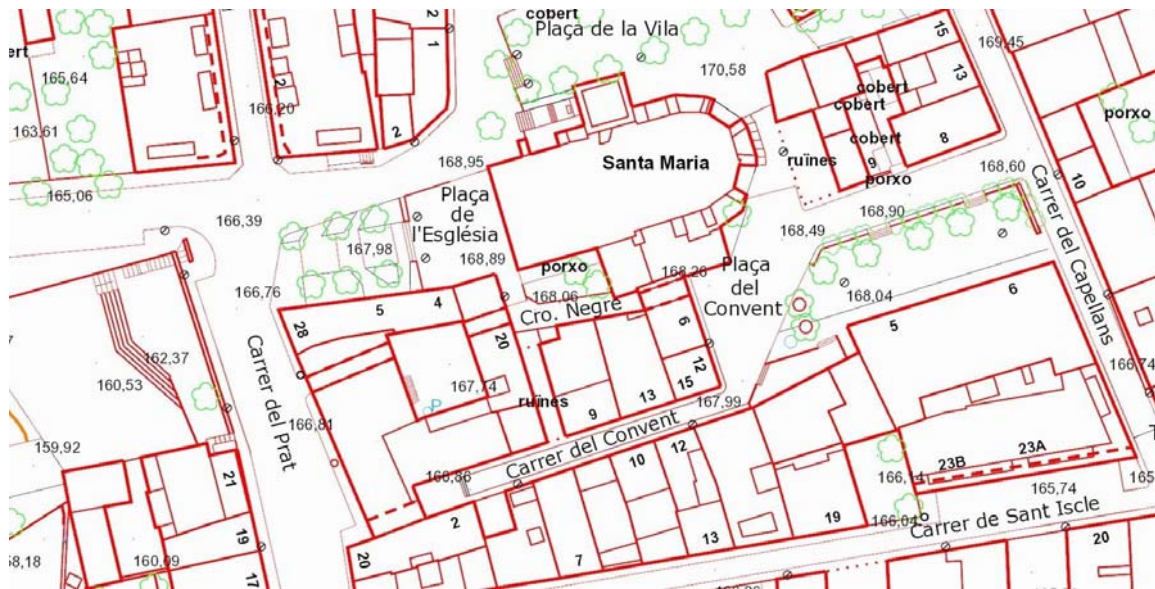 cobert
Plaça de la Vila
2
1
15
169,45
ert
165,64
2
166,20
170,58
13
cobert
cobert
porxo
163,61
2
cobert
Santa Maria
ruïnes
9
8
168,95
porxo
168,60
10
165,06
166,39
Plaça
de
l'Església
168,90
168,49
Carrer del Capellans
167,98
168,89
porxo
168,26
Plaça
del
Convent
166,76
168,06
168,04
5
4
Cro. Negre
6
28
20
6
5
162,37
160,53
Carrer del Prat
167,74
12
166,74
P
15
ruïnes
13
9
167,99
166,81
Carrer del Convent
159,92
12
10
21
23A
23B
166,14
165,74
2
19
166,04
Carrer de Sant Iscle
13
19
20
7
20
160,09
17